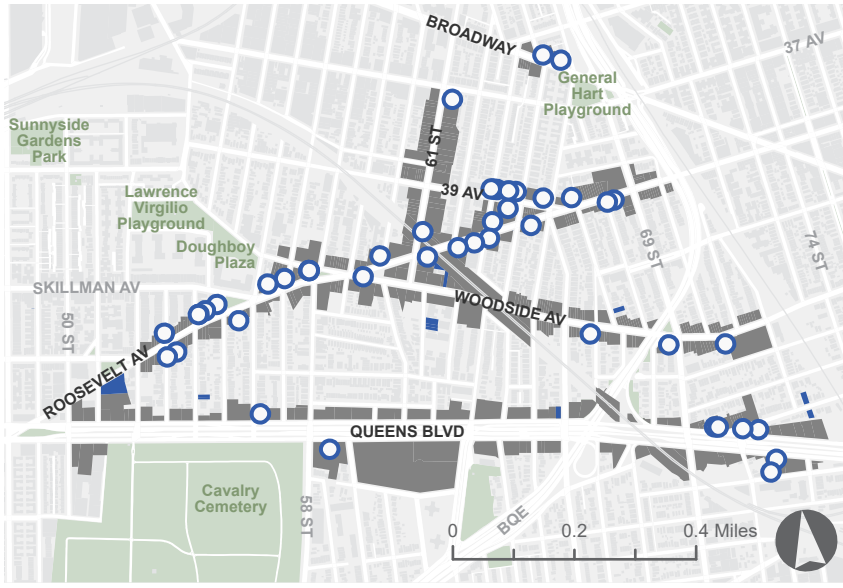 BROADWAY
37 AV
General
Hart
Playground
Sunnyside
Gardens
Park
61 ST
39 AV
Lawrence
Virgilio
Playground
Doughboy
Plaza
69 ST
74 ST
SKILLMAN AV
WOODSIDE AV
50 ST
ROOSEVELT AV
QUEENS BLVD
Cavalry
Cemetery
58 ST
BQE
0 0.2 0.4 Miles